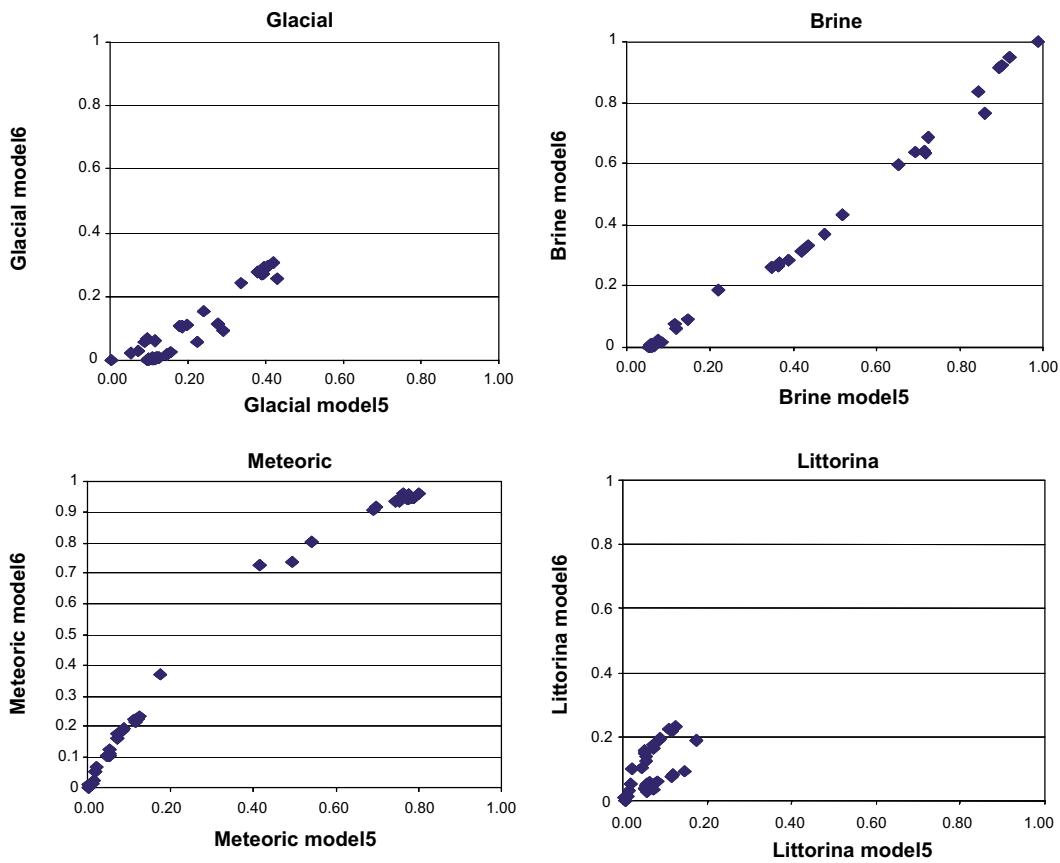 Glacial
1
0.8
0.6
0.4
0.2
0
0.00 0.20 0.40 0.60 0.80 1.00
Glacial model6
Glacial model5
Brine
1
0.8
0.6
0.4
0.2
0
0.00 0.20 0.40 0.60 0.80 1.00
Brine model6
Brine model5
Meteoric
1
0.9
0.8
0.7
0.6
0.5
0.4
0.3
0.2
0.1
0
0.00 0.20 0.40 0.60 0.80 1.00
Meteoric model6
Meteoric model5
Littorina
1
0.8
0.6
0.4
0.2
0
0.00 0.20 0.40 0.60 0.80 1.00
Littorina model6
Littorina model5